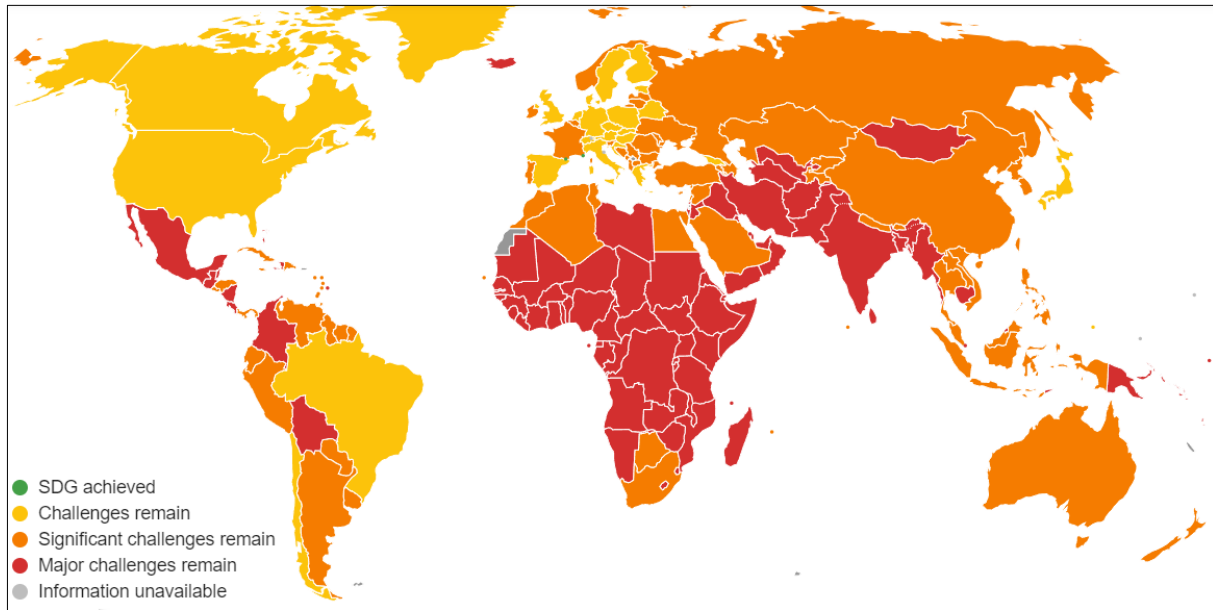 SDG achieved
Challenges remain
Significant challenges remain
Major challenges remain
Information unavailable